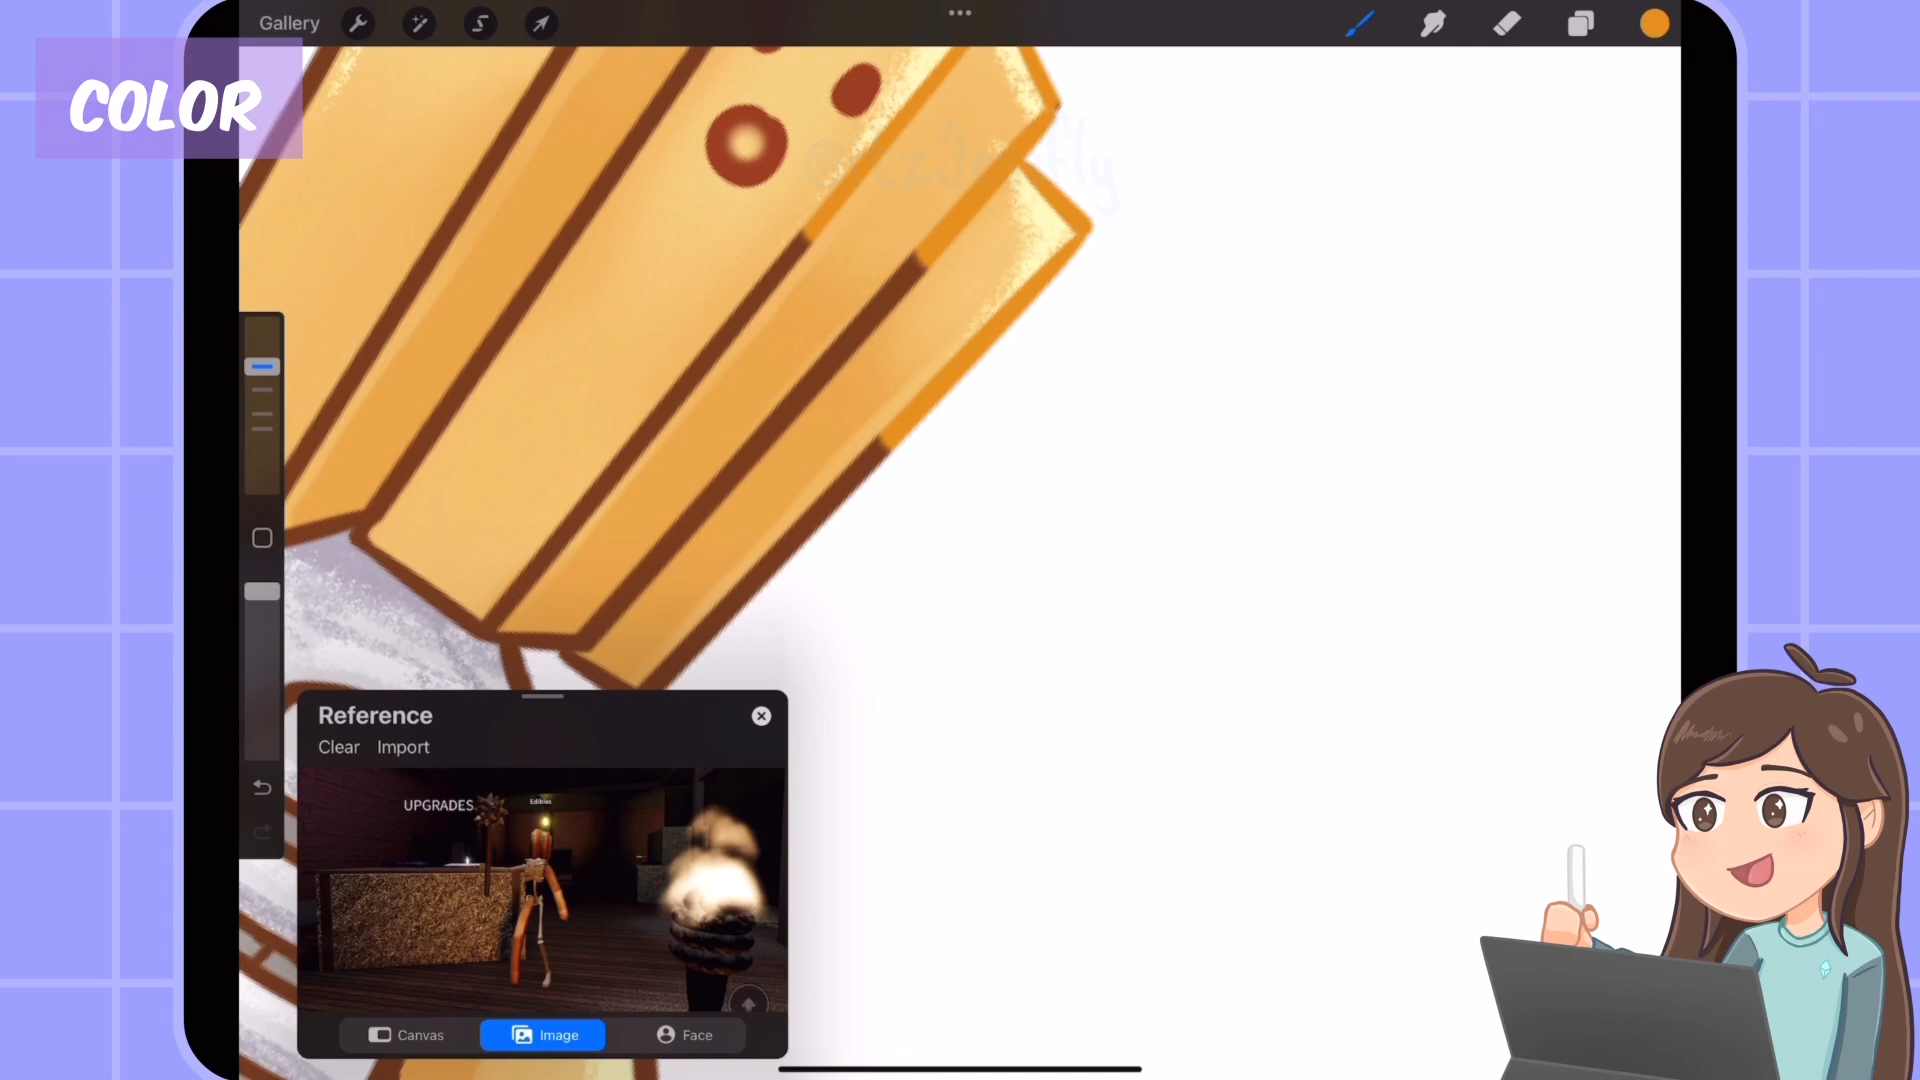 Gallery
COLOR
Reference
Clear Import
UPGRADES
Edibles
Canvas Image Face